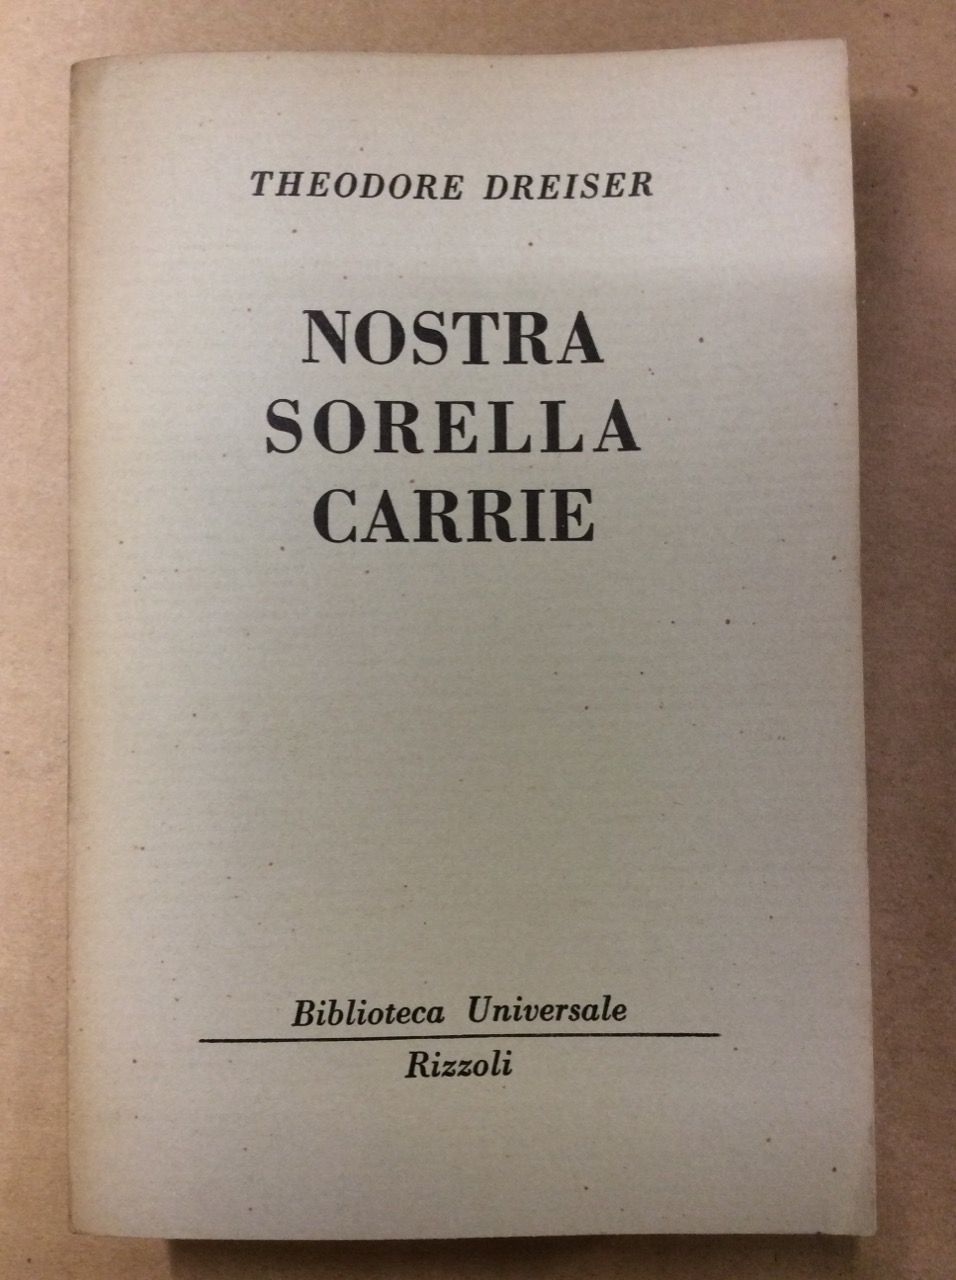 THEODORE DREISER
NOSTRA
SORELLA
CARRIE
Biblioteca Universale
Rizzoli